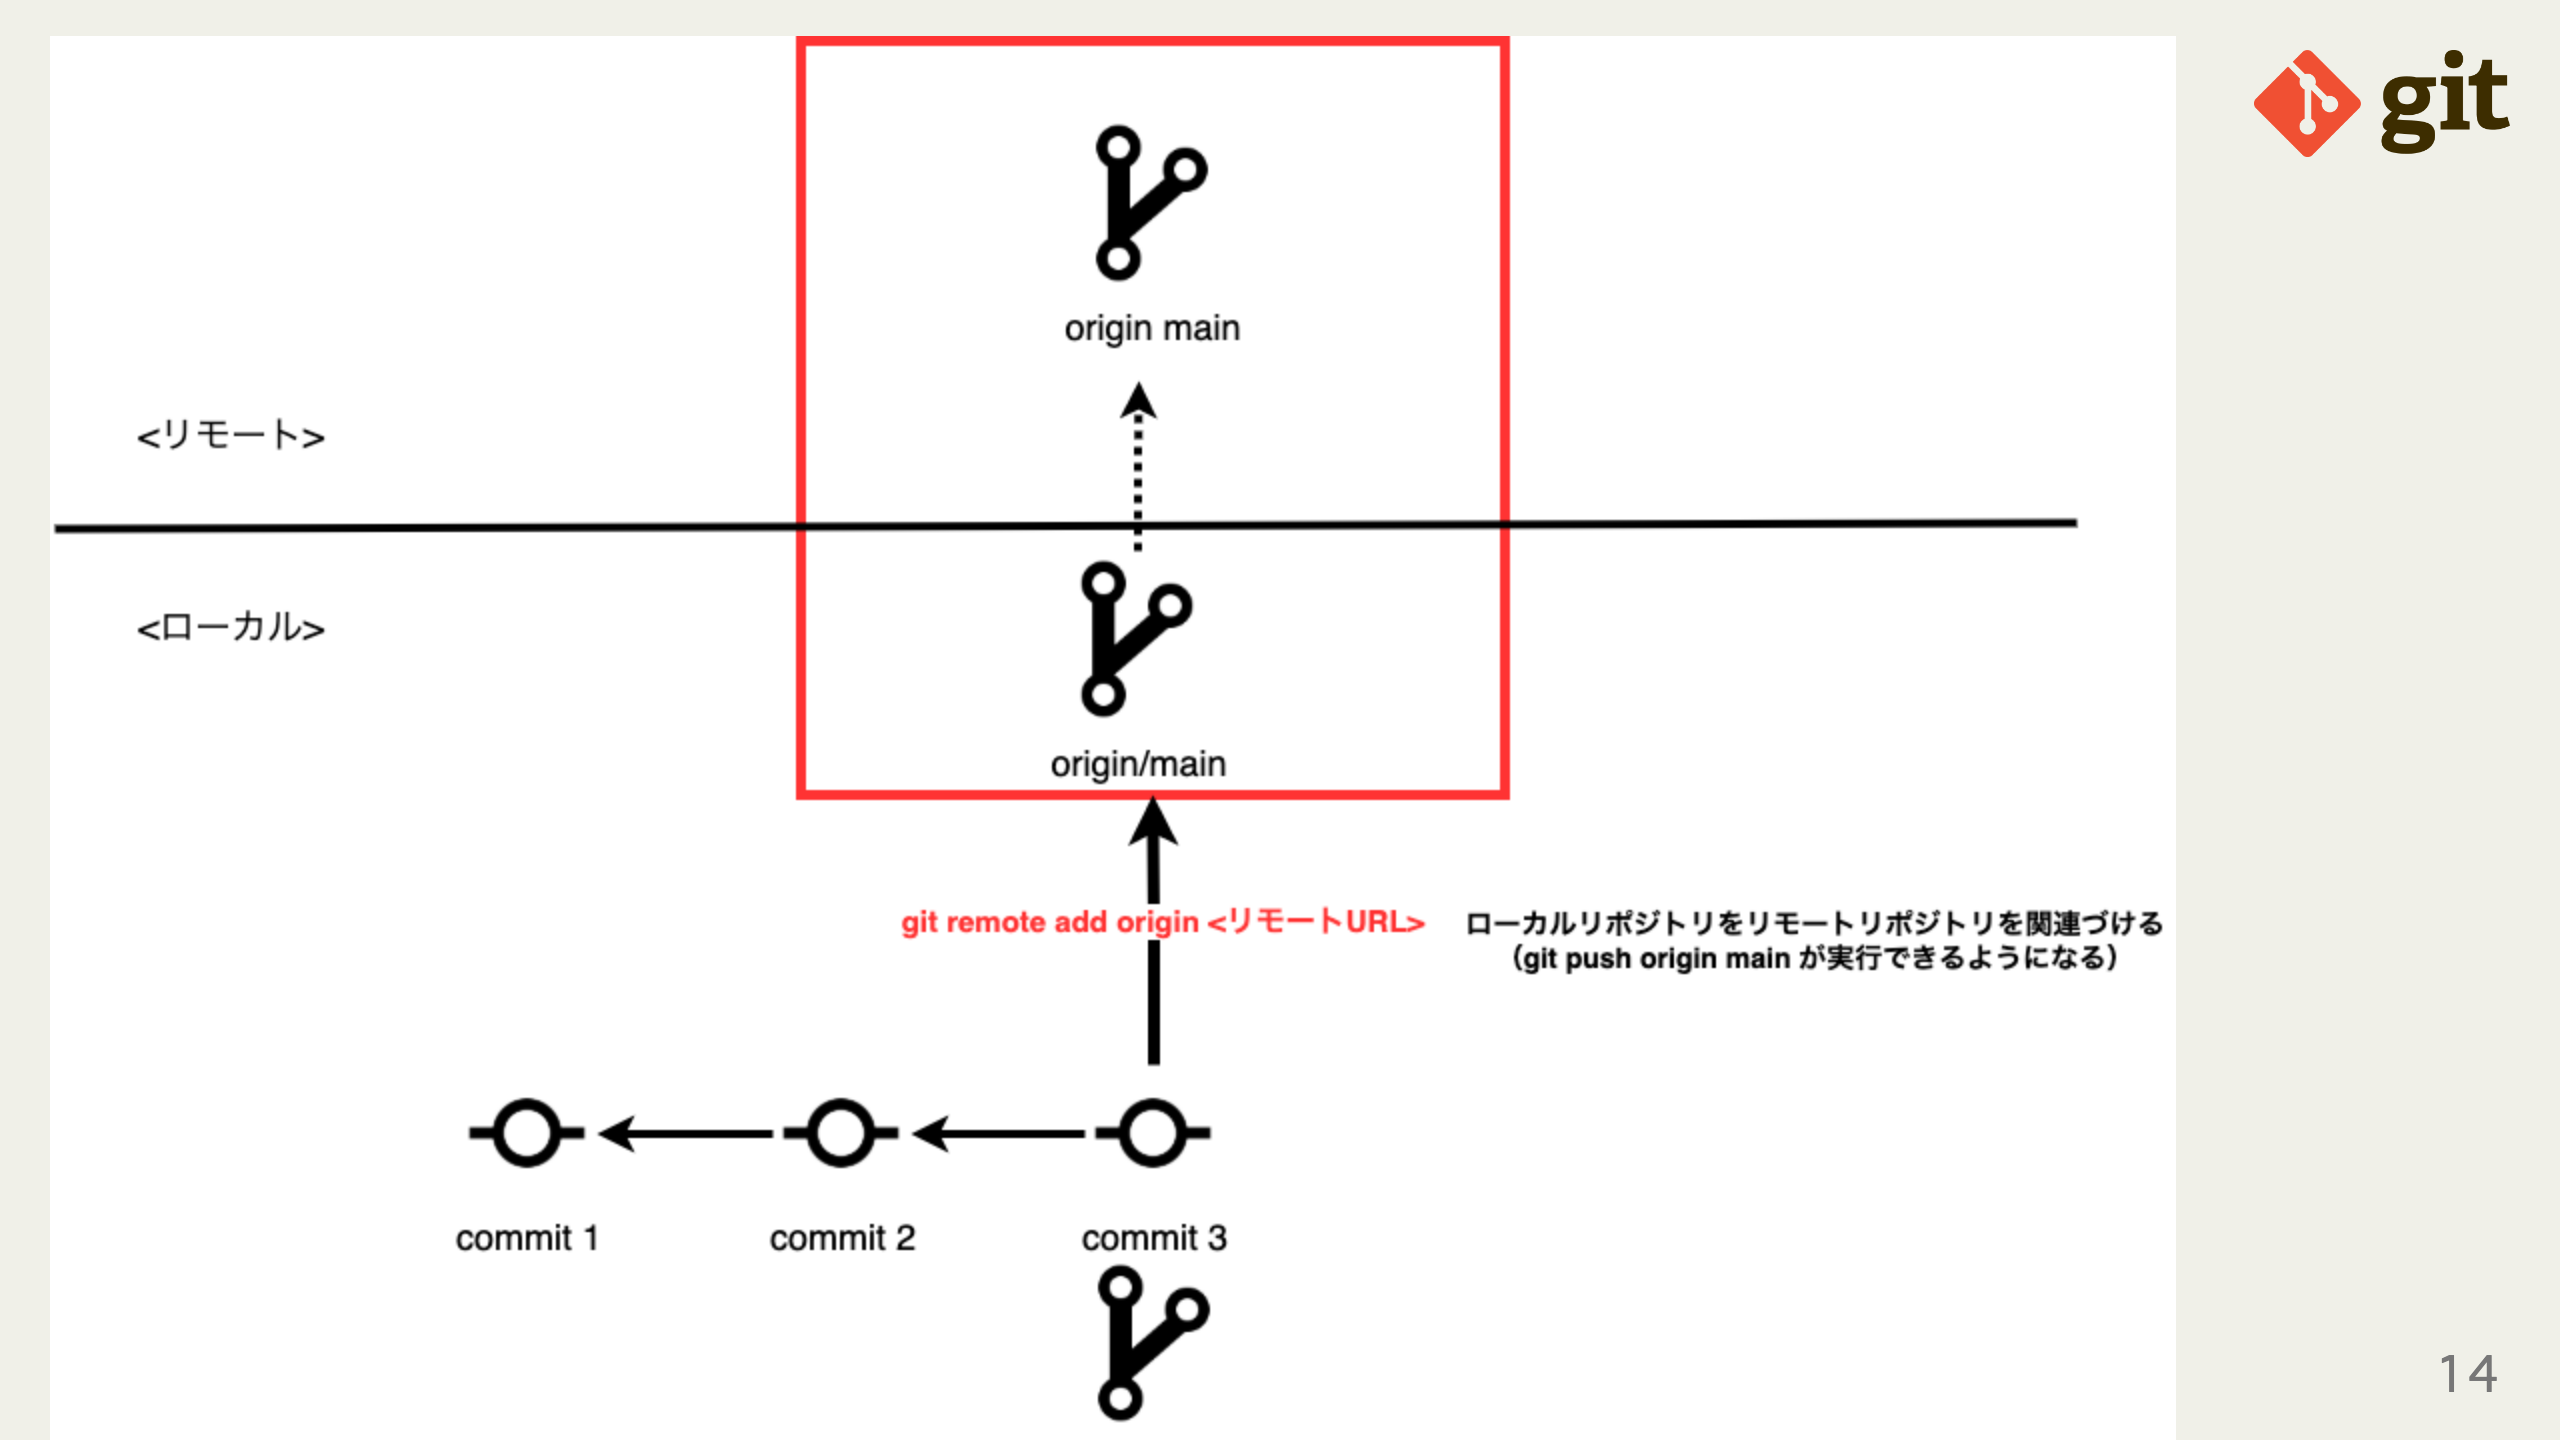 git
origin main
<リモート>
<ローカル>
origin/main
git remote add origin <リモートURL>
ローカルリポジトリをリモートリポジトリを関連づける
（git push origin main が実行できるようになる）
commit 1
commit 2
commit 3
14